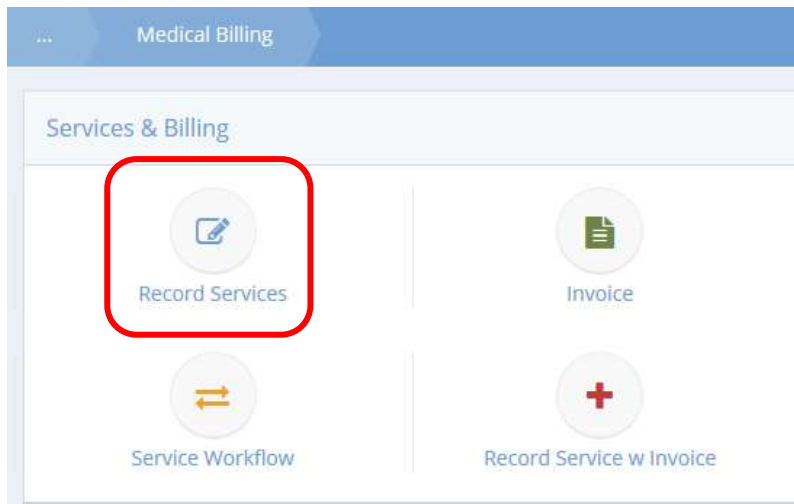 ... Medical Billing
Services & Billing
Record Services Invoice
Service Workflow Record Service w Invoice